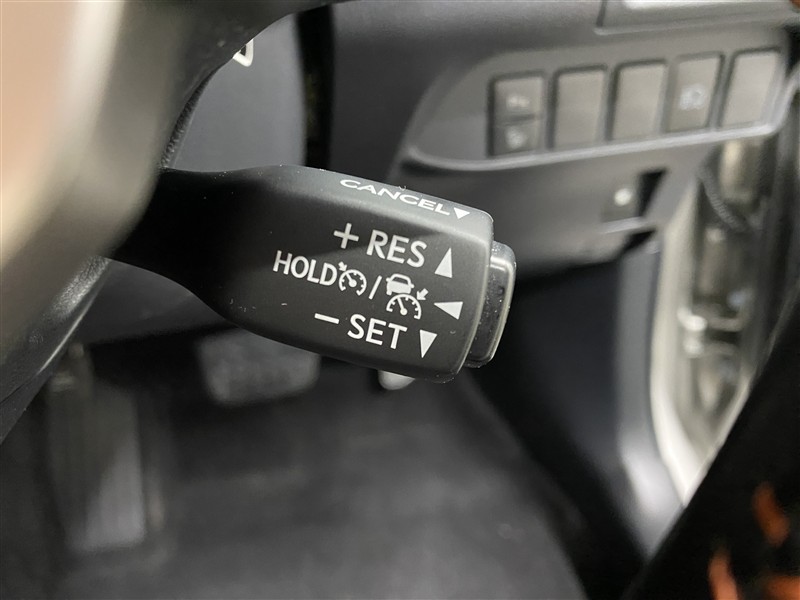 CANCEL
+ RES
HOLD /
− SET